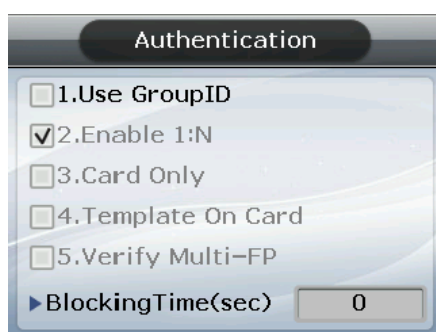 Authentication
1.Use GroupID
2.Enable 1:N
3.Card Only
4.Template On Card
5.Verify Multi-FP
BlockingTime(sec) 0